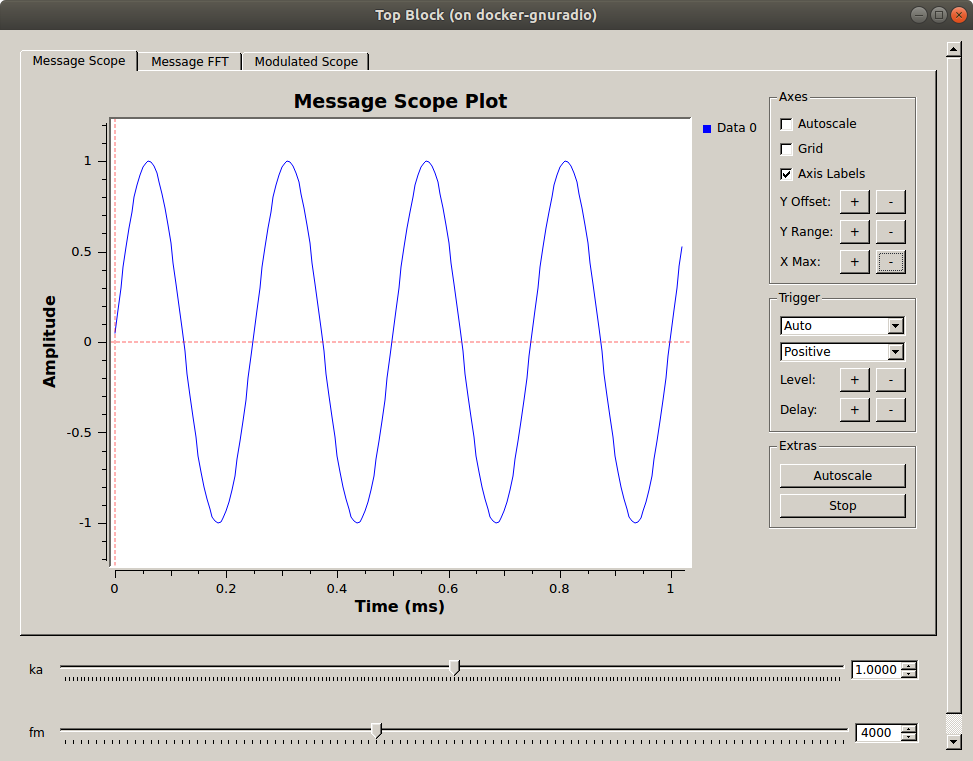 Top Block (on docker-gnuradio)
Message Scope Message FFT Modulated Scope
Message Scope Plot
Data 0
Amplitude
1
0.5
0
-0.5
-1
0 0.2 0.4 0.6 0.8 1
Time (ms)
Axes
Autoscale
Grid
Axis Labels
Y Offset: + -
Y Range: + -
X Max: + -
Trigger
Auto
Positive
Level: + -
Delay: + -
Extras
Autoscale
Stop
ka 1.0000
fm 4000